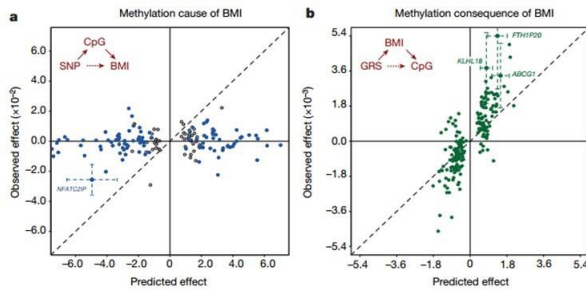 a Methylation cause of BMI
CpG
SNP BMI
NFATC2IP
6.0
4.0
2.0
0.0
−2.0
−4.0
−6.0
−6.0 −4.0 −2.0 0 2.0 4.0 6.0
Observed effect (×10⁻²)
Predicted effect
b Methylation consequence of BMI
BMI
GRS CpG
FTH1P20
KLHL18
ABCG1
5.4
3.6
1.8
0.0
−1.8
−3.6
−5.4
−5.4 −3.6 −1.8 0 1.8 3.6 5.4
Observed effect (×10⁻³)
Predicted effect